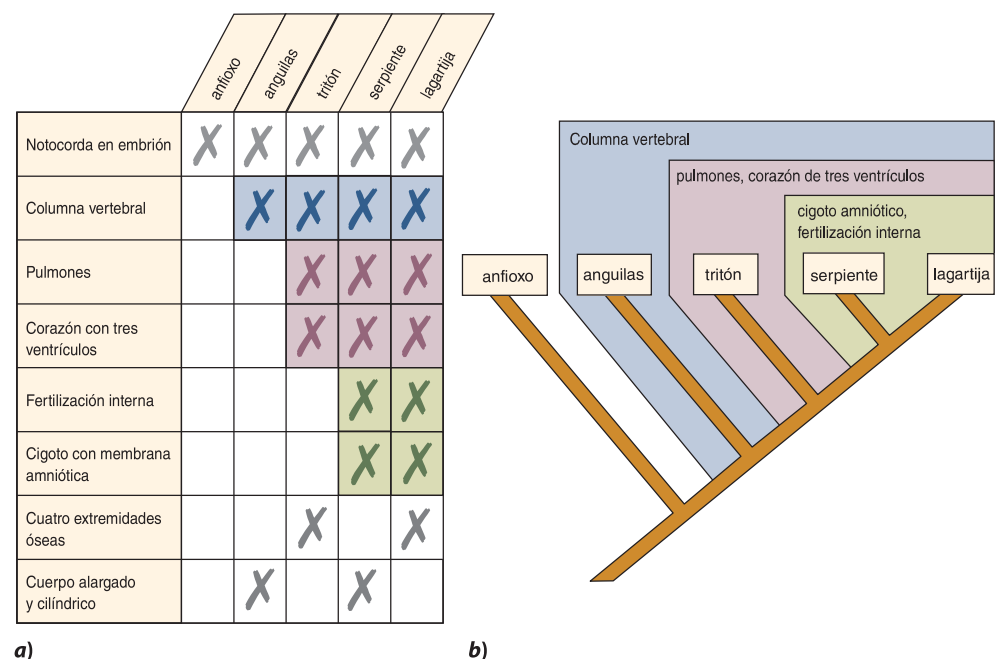 anfioxo
anguilas
tritón
serpiente
lagartija
Notocorda en embrión
Columna vertebral
Pulmones
Corazón con tres
ventrículos
Fertilización interna
Cigoto con membrana
amniótica
Cuatro extremidades
óseas
Cuerpo alargado
y cilíndrico
a)
Columna vertebral
pulmones, corazón de tres ventrículos
cigoto amniótico,
fertilización interna
anfioxo
anguilas
tritón
serpiente
lagartija
b)